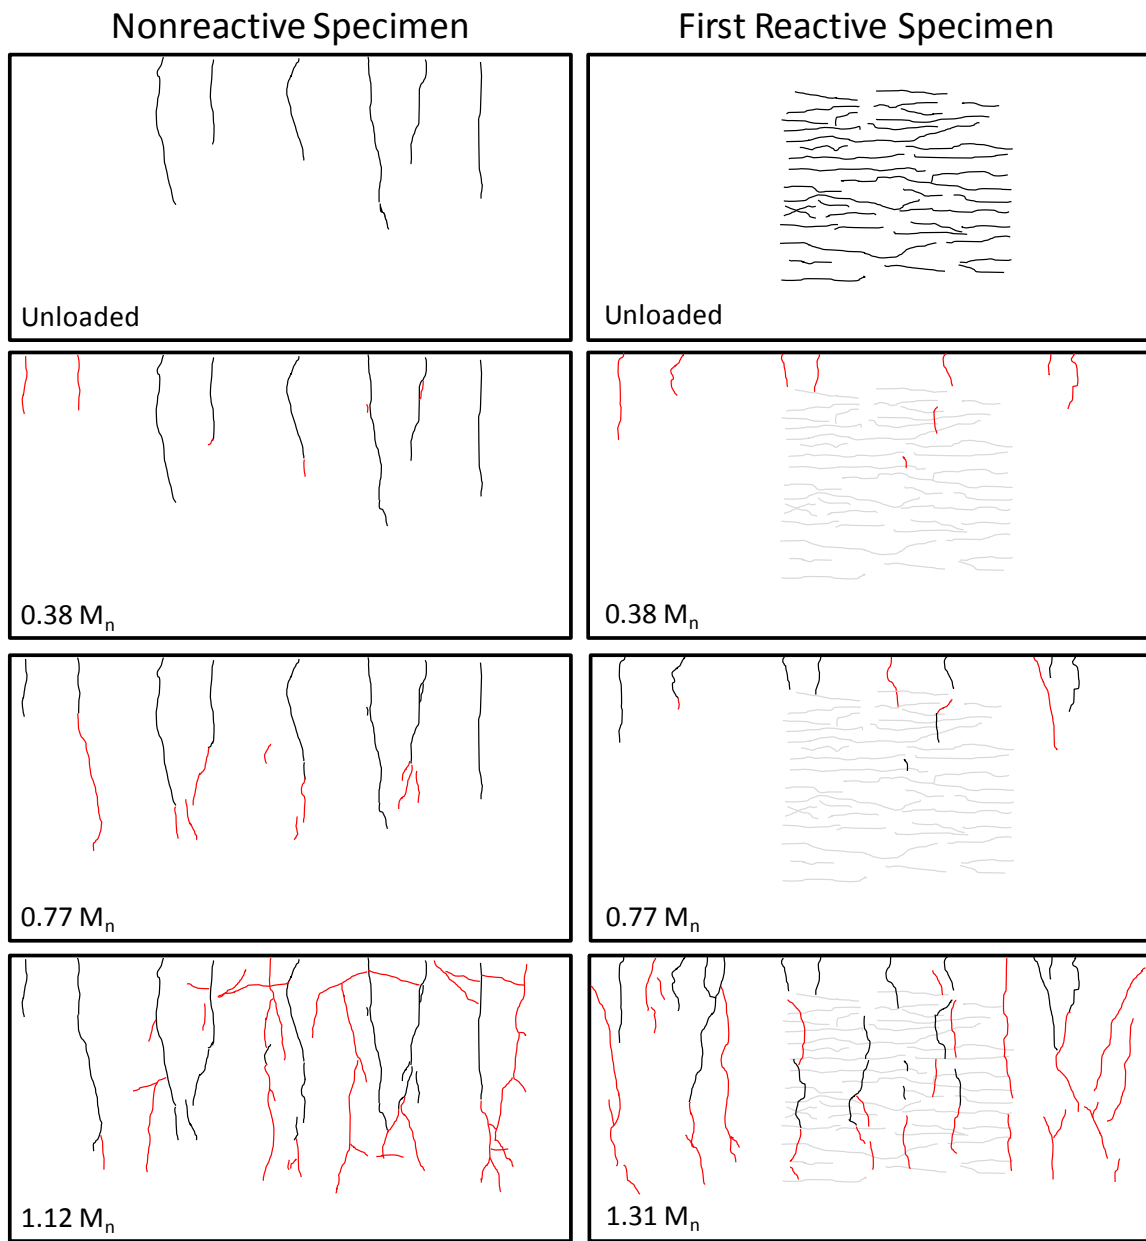 Nonreactive Specimen
First Reactive Specimen
Unloaded
Unloaded
0.38 Mn
0.38 Mn
0.77 Mn
0.77 Mn
1.12 Mn
1.31 Mn